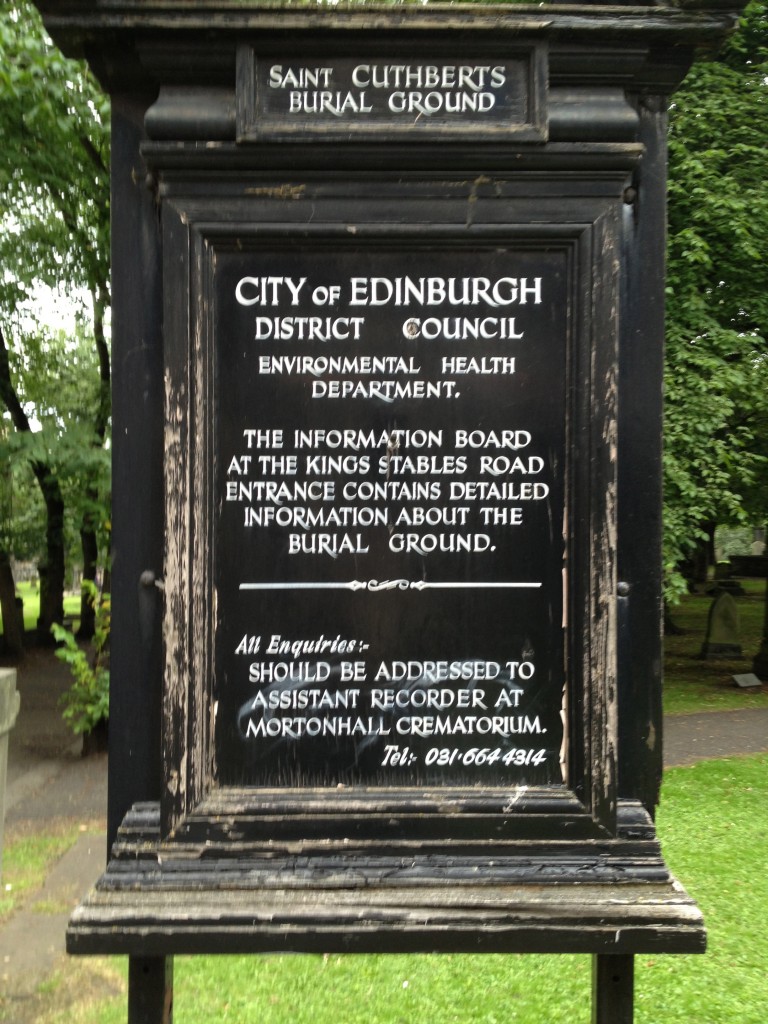 SAINT CUTHBERTS
BURIAL GROUND
CITY OF EDINBURGH
DISTRICT COUNCIL
ENVIRONMENTAL HEALTH
DEPARTMENT.
THE INFORMATION BOARD
AT THE KINGS STABLES ROAD
ENTRANCE CONTAINS DETAILED
INFORMATION ABOUT THE
BURIAL GROUND.
All Enquiries:-
SHOULD BE ADDRESSED TO
ASSISTANT RECORDER AT
MORTONHALL CREMATORIUM.
Tel:- 031·664 4314